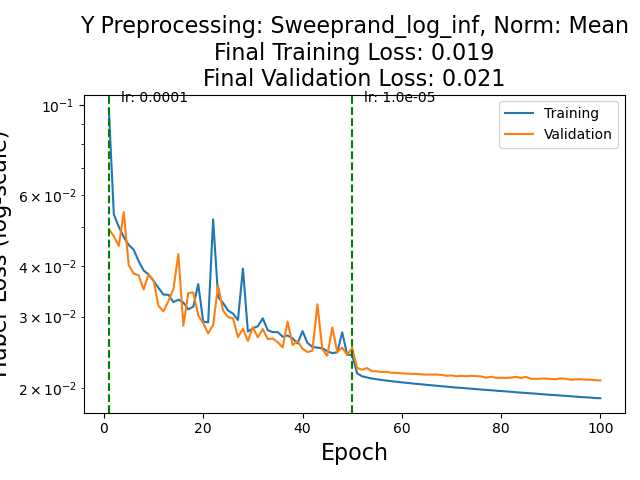 Y Preprocessing: Sweeprand_log_inf, Norm: Mean
Final Training Loss: 0.019
Final Validation Loss: 0.021
lr: 0.0001
lr: 1.0e-05
Training
Validation
10⁻¹
6 × 10⁻²
4 × 10⁻²
3 × 10⁻²
2 × 10⁻²
Huber Loss (log-scale)
0
20
40
60
80
100
Epoch